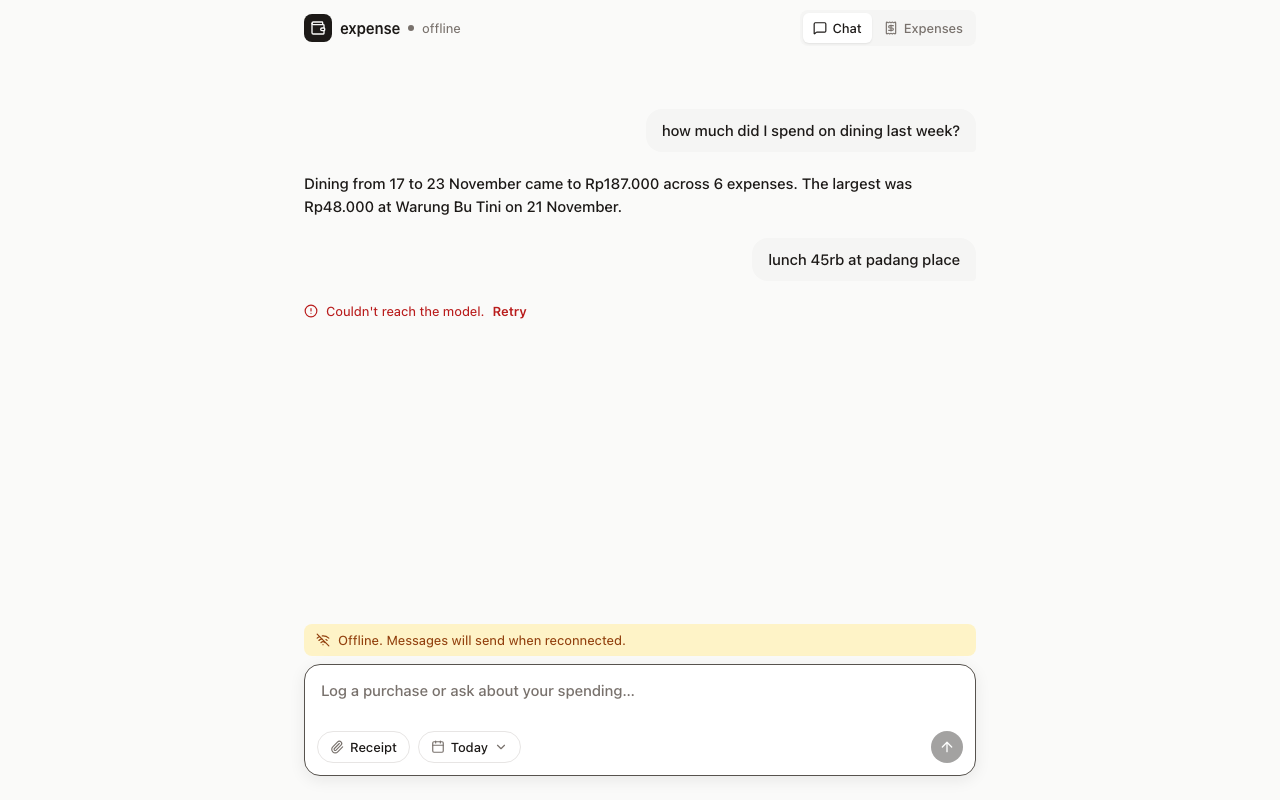 expense
offline
Chat
Expenses
how much did I spend on dining last week?
Dining from 17 to 23 November came to Rp187.000 across 6 expenses. The largest was
Rp48.000 at Warung Bu Tini on 21 November.
lunch 45rb at padang place
Couldn't reach the model. Retry
Offline. Messages will send when reconnected.
Log a purchase or ask about your spending...
Receipt
Today